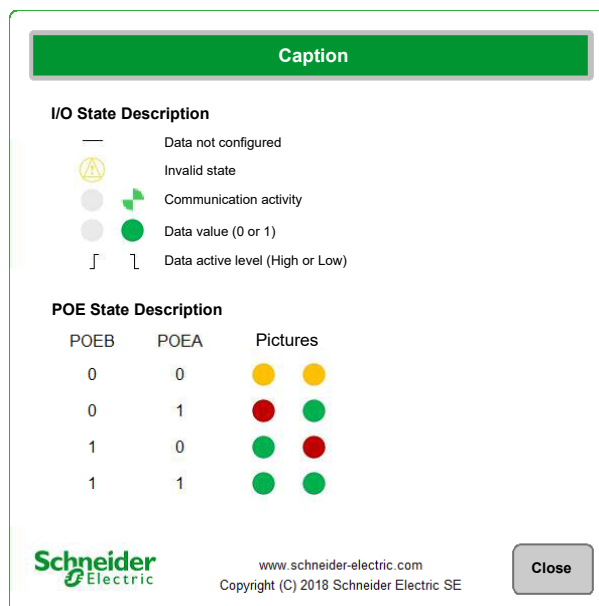 Caption
I/O State Description
Data not configured
Invalid state
Communication activity
Data value (0 or 1)
Data active level (High or Low)
POE State Description
POEB POEA Pictures
0 0
0 1
1 0
1 1
Schneider
Electric
www.schneider-electric.com
Copyright (C) 2018 Schneider Electric SE
Close